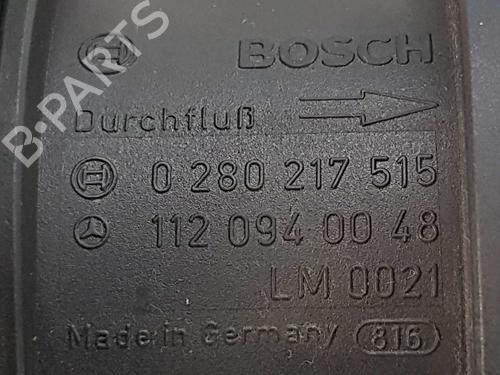 BOSCH
Durchfluß
0 280 217 515
112 094 00 48
LM 0021
Made in Germany 816
B-PARTS